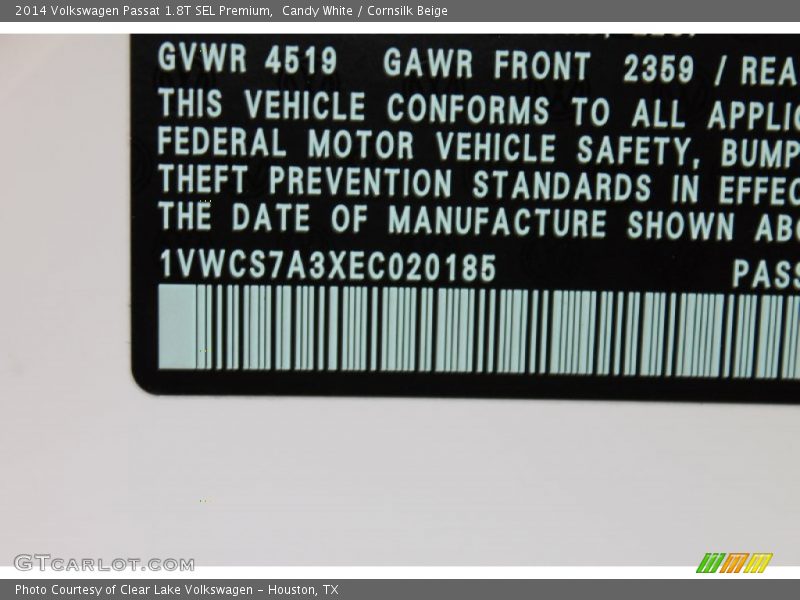 2014 Volkswagen Passat 1.8T SEL Premium, Candy White / Cornsilk Beige
GVWR 4519 GAWR FRONT 2359 / REA
THIS VEHICLE CONFORMS TO ALL APPLIC
FEDERAL MOTOR VEHICLE SAFETY, BUMP
THEFT PREVENTION STANDARDS IN EFFEC
THE DATE OF MANUFACTURE SHOWN ABO
1VWCS7A3XEC020185 PASS
GTCARLOT.COM
Photo Courtesy of Clear Lake Volkswagen – Houston, TX